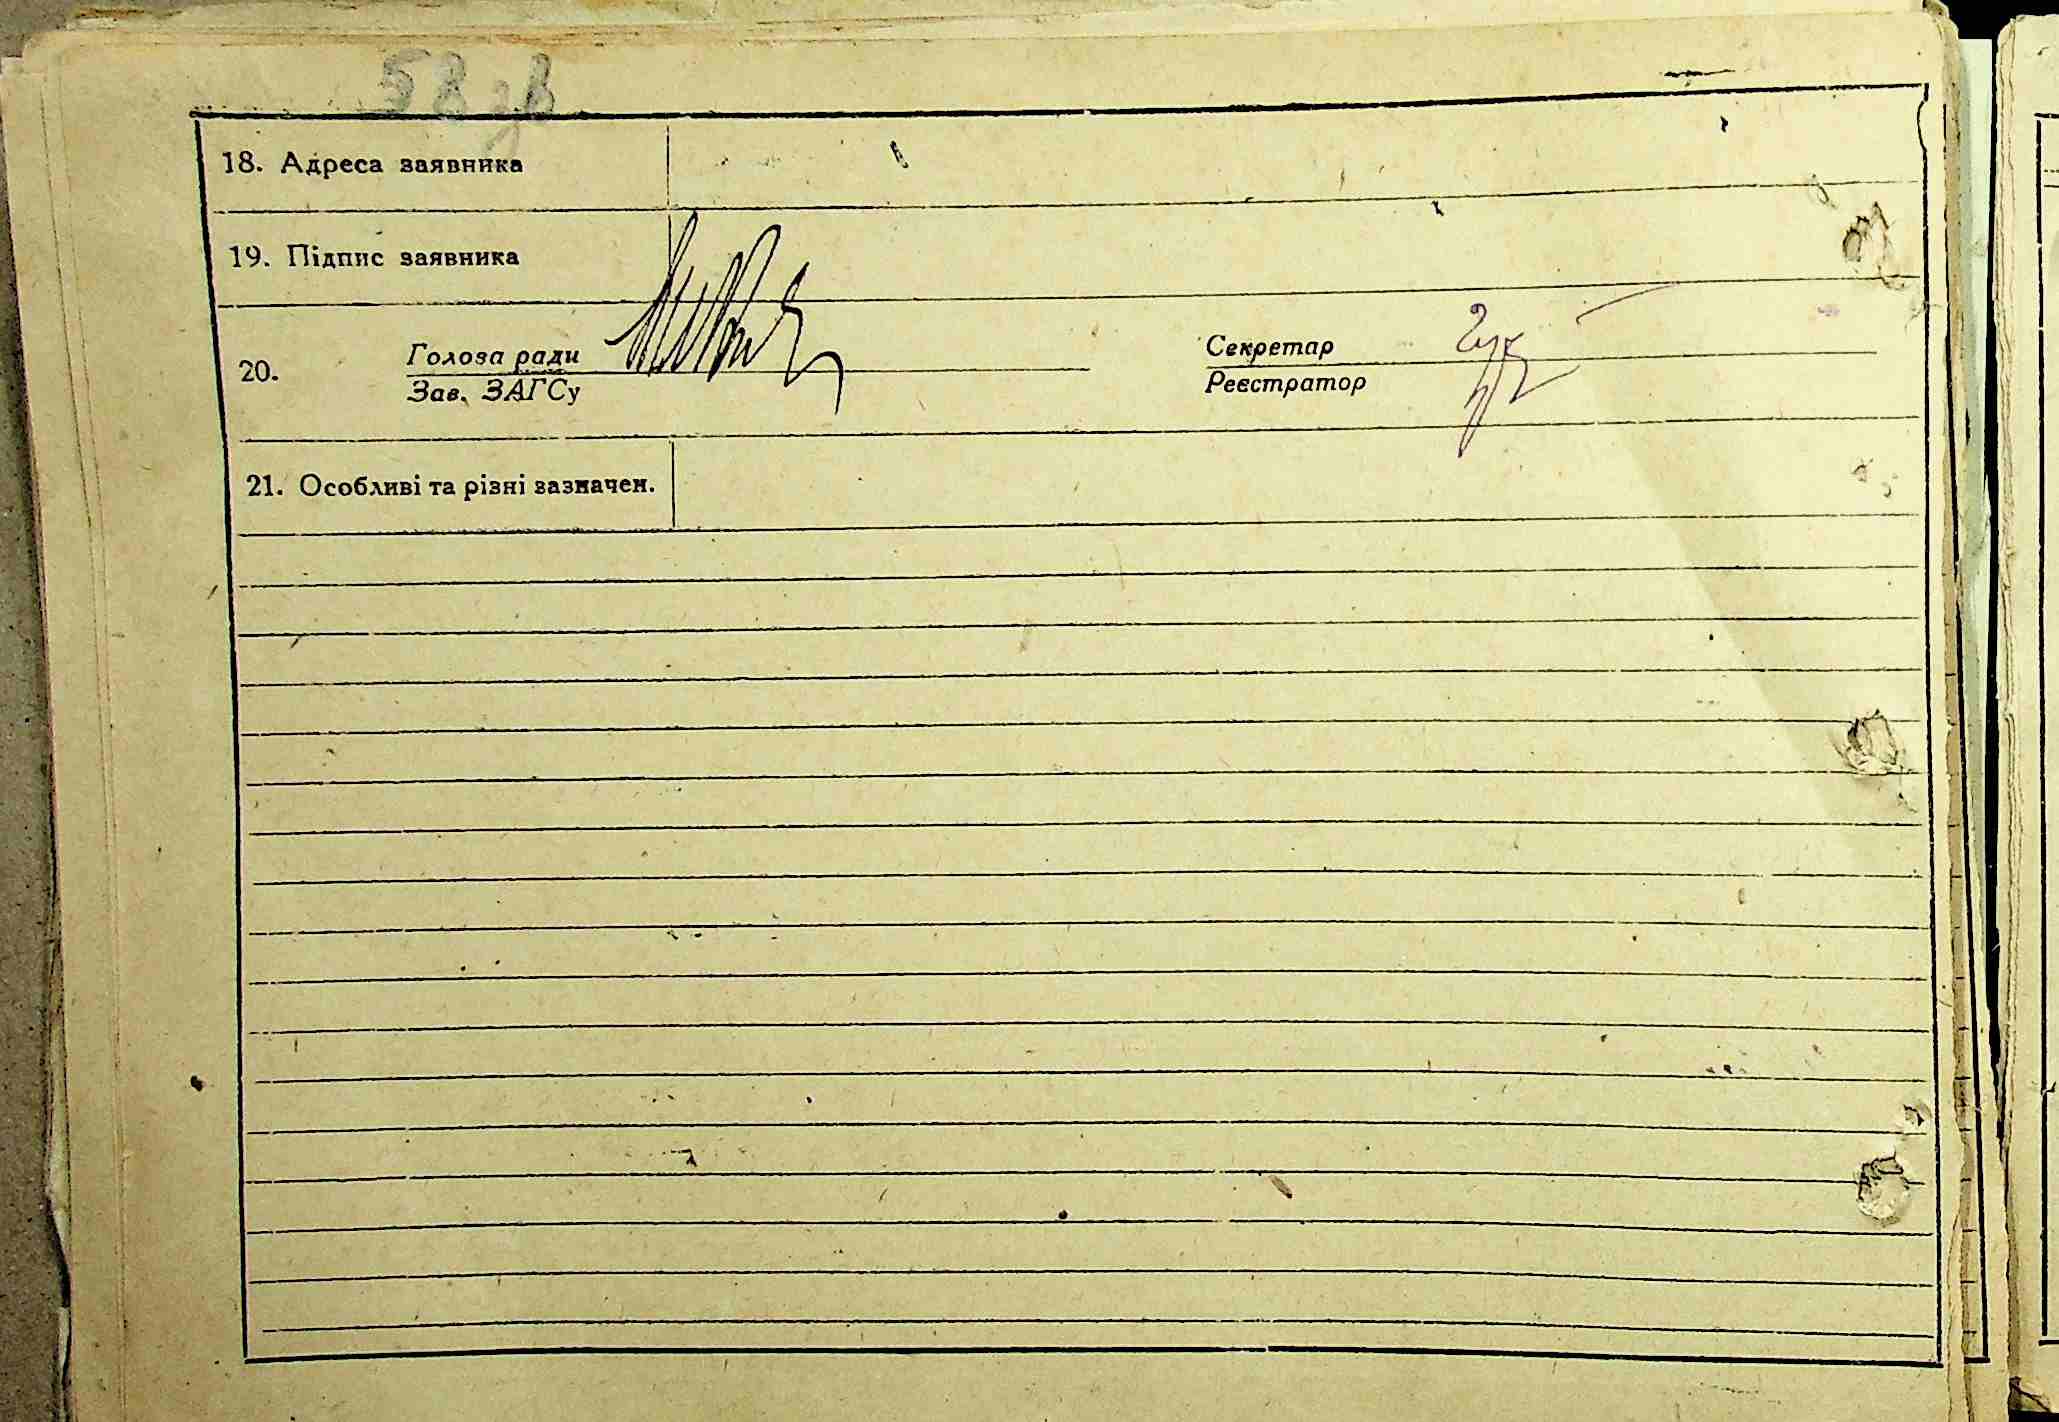 58зв
18. Адреса заявника
19. Підпис заявника
20. Голова ради Секретар
Зав. ЗАГСу Реєстратор
21. Особливі та різні зазначен.